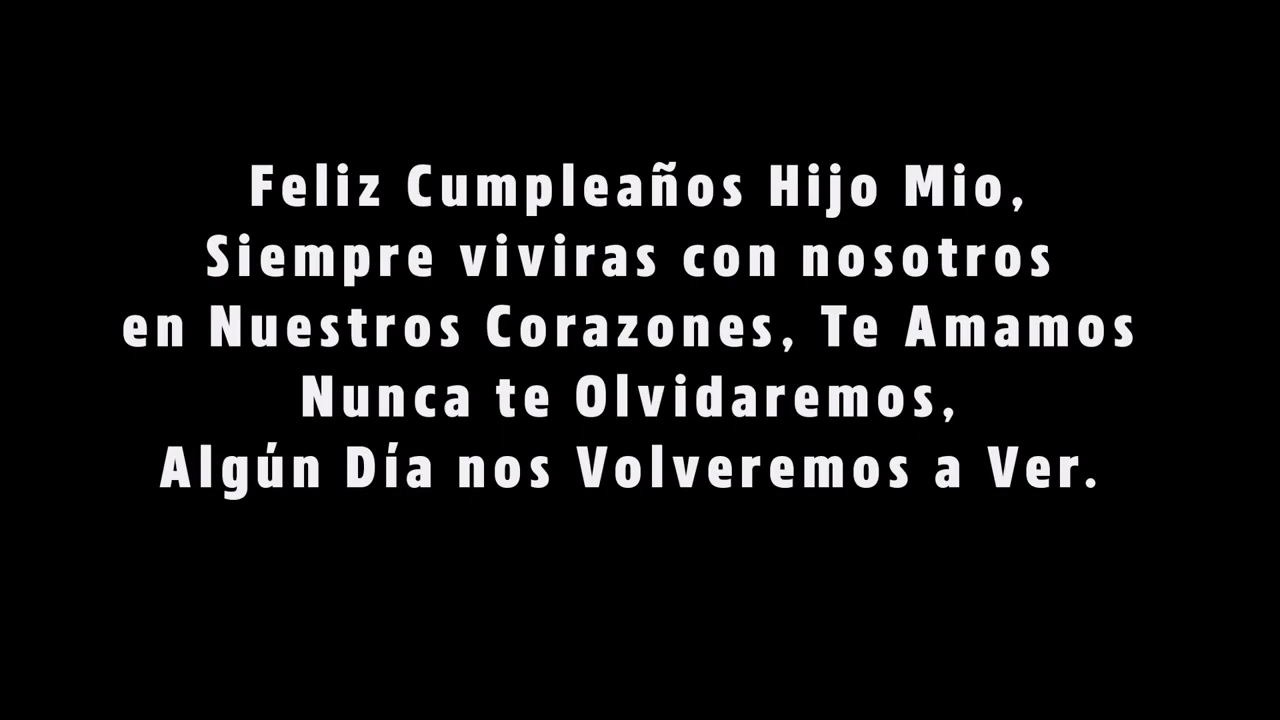 Feliz Cumpleaños Hijo Mio,
Siempre viviras con nosotros
en Nuestros Corazones, Te Amamos
Nunca te Olvidaremos,
Algún Día nos Volveremos a Ver.